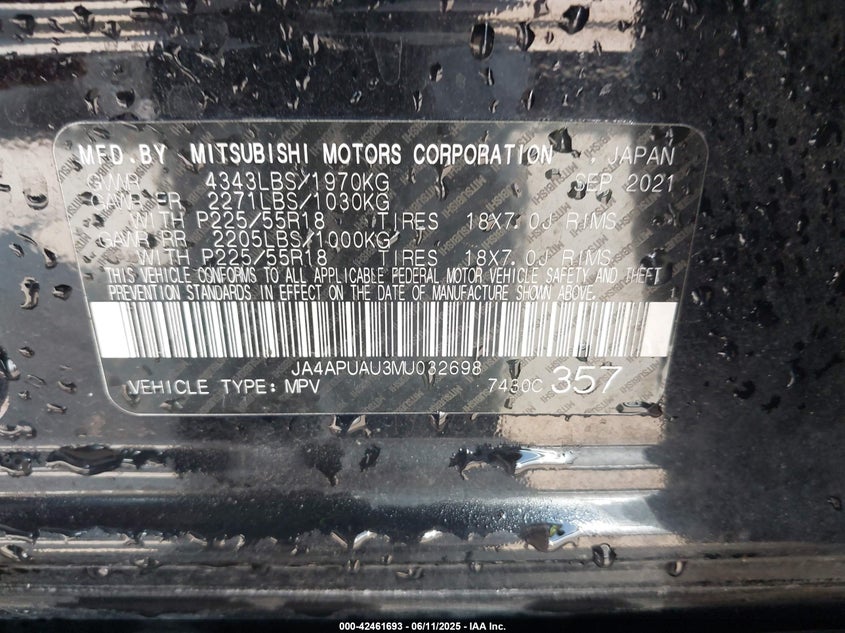 MFD.BY MITSUBISHI MOTORS CORPORATION , JAPAN
GVWR 4343LBS/1970KG SEP 2021
GAWR FR 2271LBS/1030KG
WITH P225/55R18 TIRES 18X7.0J RIMS
GAWR RR 2205LBS/1000KG
WITH P225/55R18 TIRES 18X7.0J RIMS
THIS VEHICLE CONFORMS TO ALL APPLICABLE FEDERAL MOTOR VEHICLE SAFETY AND THEFT
PREVENTION STANDARDS IN EFFECT ON THE DATE OF MANUFACTURE SHOWN ABOVE.
JA4APUAU3MU032698
VEHICLE TYPE: MPV 7430C 357
000-42461693 - 06/11/2025 - IAA Inc.